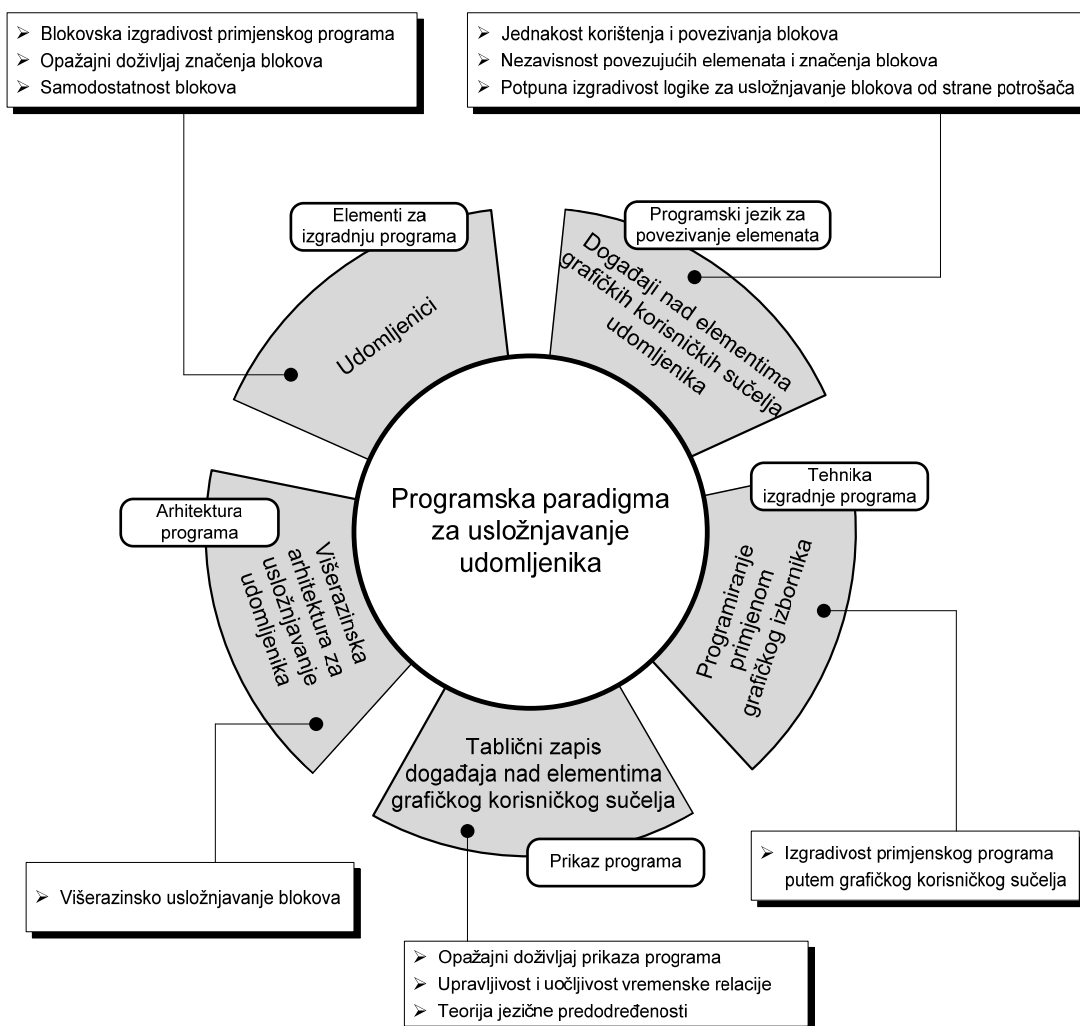 ➢ Blokovska izgradivost primjenskog programa
➢ Opažajni doživljaj značenja blokova
➢ Samodostatnost blokova
➢ Jednakost korištenja i povezivanja blokova
➢ Nezavisnost povezujućih elemenata i značenja blokova
➢ Potpuna izgradivost logike za usložnjavanje blokova od strane potrošača
Elementi za
izgradnju programa
Udomljenici
Programski jezik za
povezivanje elemenata
Događaji nad elementima
grafičkih korisničkih sučelja
udomljenika
Arhitektura
programa
Višerazinska
arhitektura za
usložnjavanje
udomljenika
Programska paradigma
za usložnjavanje
udomljenika
Tehnika
izgradnje programa
Programiranje
primjenom
grafičkog izbornika
Tablični zapis
događaja nad elementima
grafičkog korisničkog sučelja
Prikaz programa
➢ Višerazinsko usložnjavanje blokova
➢ Izgradivost primjenskog programa
putem grafičkog korisničkog sučelja
➢ Opažajni doživljaj prikaza programa
➢ Upravljivost i uočljivost vremenske relacije
➢ Teorija jezične predodređenosti